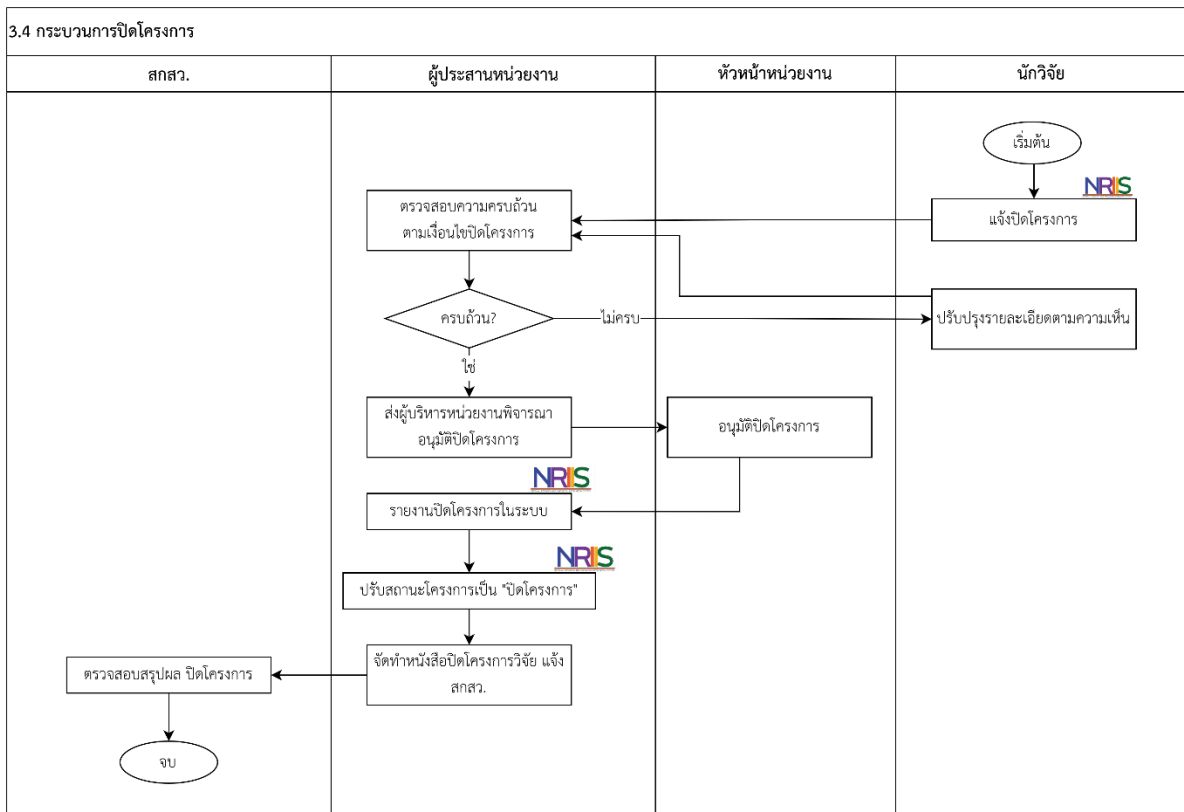 3.4 กระบวนการปิดโครงการ
สกสว.
ผู้ประสานหน่วยงาน
หัวหน้าหน่วยงาน
นักวิจัย
เริ่มต้น
NRIIS
แจ้งปิดโครงการ
ตรวจสอบความครบถ้วน
ตามเงื่อนไขปิดโครงการ
ครบถ้วน?
ไม่ครบ
ปรับปรุงรายละเอียดตามความเห็น
ใช่
ส่งผู้บริหารหน่วยงานพิจารณา
อนุมัติปิดโครงการ
อนุมัติปิดโครงการ
NRIIS
รายงานปิดโครงการในระบบ
NRIIS
ปรับสถานะโครงการเป็น "ปิดโครงการ"
จัดทำหนังสือปิดโครงการวิจัย แจ้ง
สกสว.
ตรวจสอบสรุปผล ปิดโครงการ
จบ